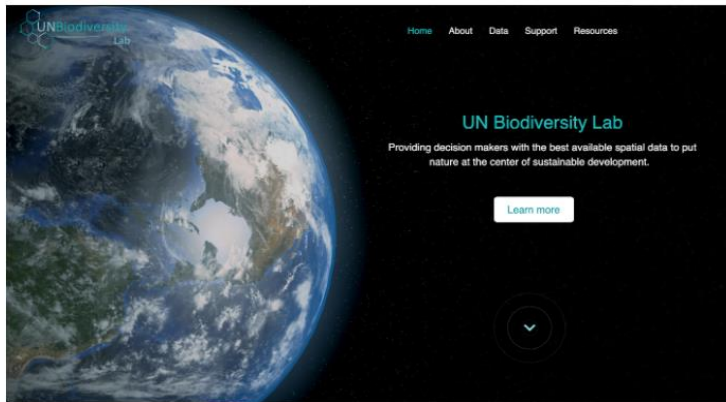 UNBiodiversity
Lab
Home About Data Support Resources
UN Biodiversity Lab
Providing decision makers with the best available spatial data to put
nature at the center of sustainable development.
Learn more